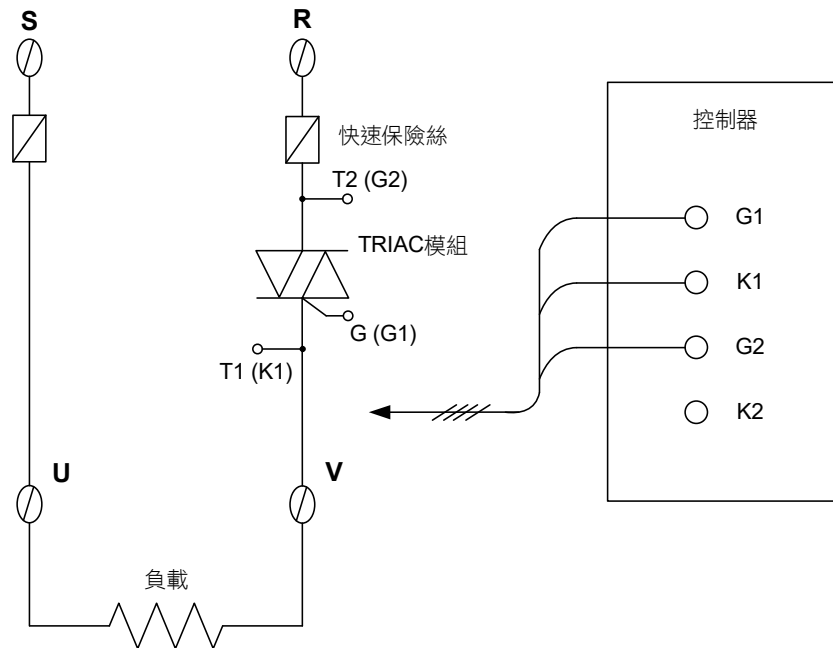 S
R
控制器
快速保險絲
T2 (G2)
G1
TRIAC模組
K1
G (G1)
G2
T1 (K1)
K2
U
V
負載